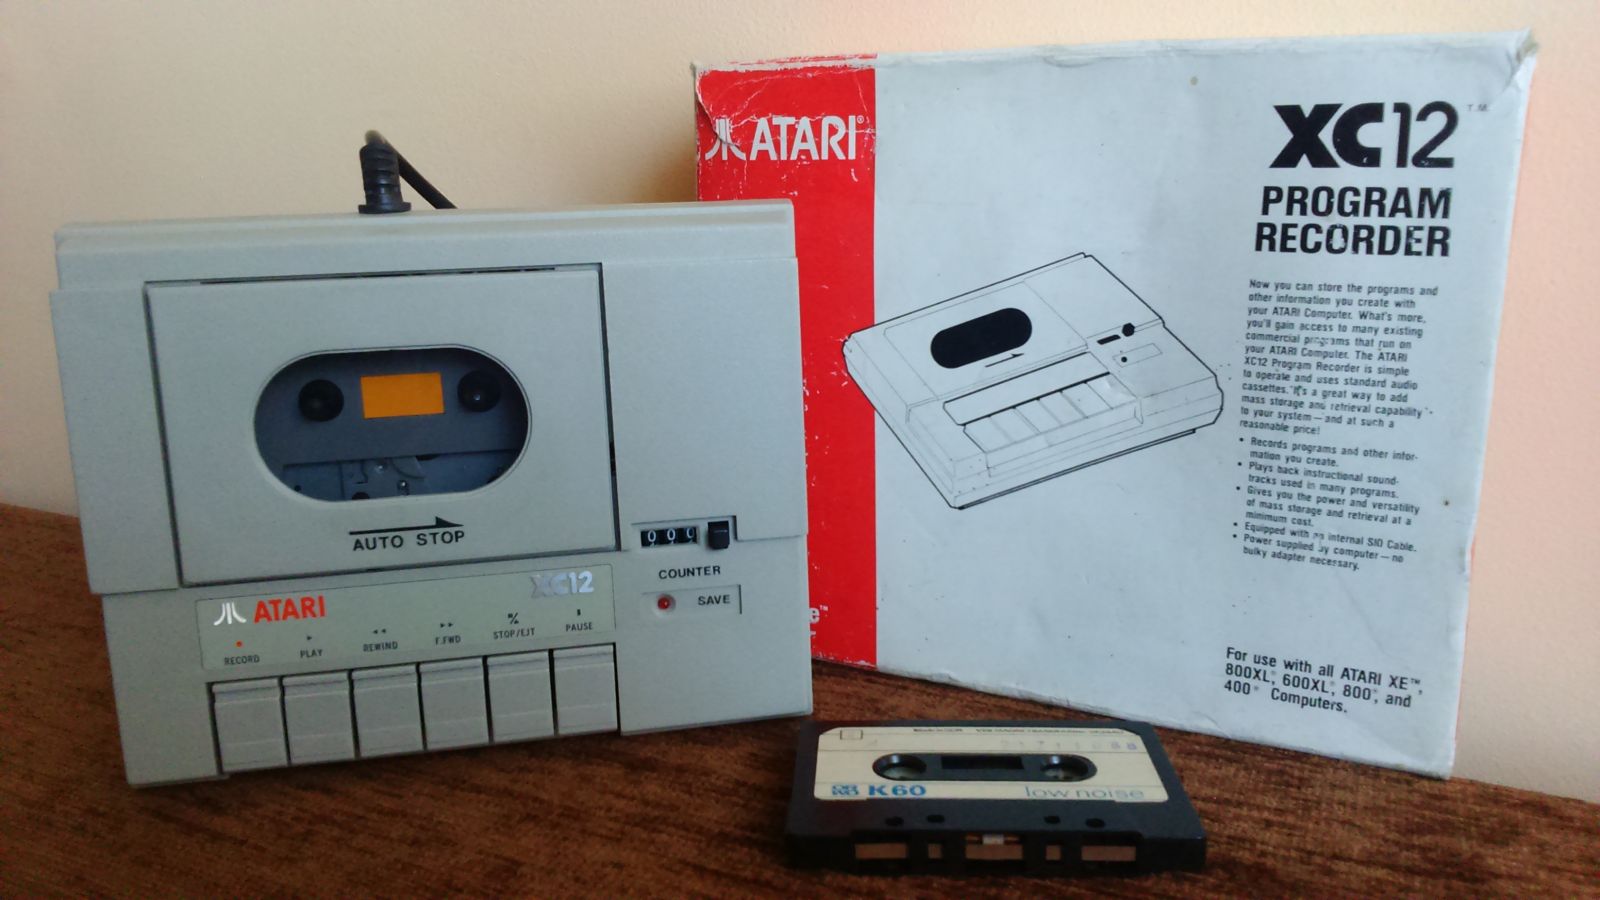 AUTO STOP
000
COUNTER
SAVE
ATARI
XC12
RECORD
PLAY
REWIND
F.FWD
STOP/EJT
PAUSE
ATARI®
XC12™
PROGRAM
RECORDER
Now you can store the programs and
other information you create with
your ATARI Computer. What's more,
you'll gain access to many existing
commercial programs that run on
your ATARI Computer. The ATARI
XC12 Program Recorder is simple
to operate and uses standard audio
cassettes. It's a great way to add
mass storage and retrieval capability
to your system—and at such a
reasonable price!
• Records programs and other infor-
mation you create.
• Plays back instructional sound-
tracks used in many programs.
• Gives you the power and versatility
of mass storage and retrieval at a
minimum cost.
• Equipped with an internal SIO Cable.
• Power supplied by computer—no
bulky adapter necessary.
For use with all ATARI XE™,
800XL®, 600XL®, 800®, and
400® Computers.
e™
ORWO K60
low noise